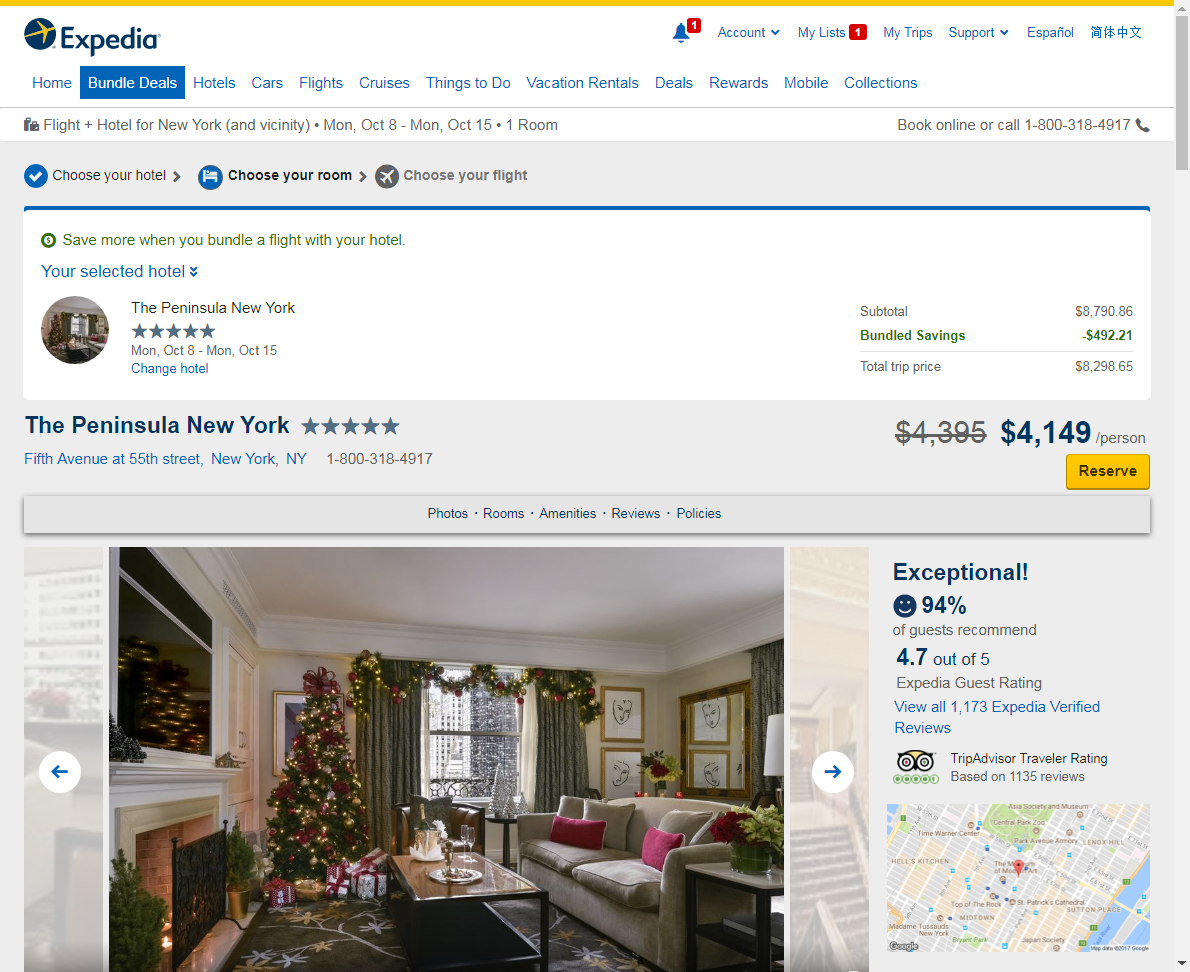 Expedia
1
Account
My Lists 1
My Trips
Support
Español
简体中文
Home
Bundle Deals
Hotels
Cars
Flights
Cruises
Things to Do
Vacation Rentals
Deals
Rewards
Mobile
Collections
Flight + Hotel for New York (and vicinity) • Mon, Oct 8 - Mon, Oct 15 • 1 Room
Book online or call 1-800-318-4917
Choose your hotel
Choose your room
Choose your flight
Save more when you bundle a flight with your hotel.
Your selected hotel
The Peninsula New York
Mon, Oct 8 - Mon, Oct 15
Change hotel
Subtotal $8,790.86
Bundled Savings -$492.21
Total trip price $8,298.65
The Peninsula New York
$4,395 $4,149 /person
Fifth Avenue at 55th street, New York, NY 1-800-318-4917
Reserve
Photos · Rooms · Amenities · Reviews · Policies
Exceptional!
94%
of guests recommend
4.7 out of 5
Expedia Guest Rating
View all 1,173 Expedia Verified
Reviews
TripAdvisor Traveler Rating
Based on 1135 reviews
Asia Society and Museum
Central Park Zoo
Time Warner Center
Park Avenue Armory
LENOX HILL
HELL'S KITCHEN
The Museum
of Modern Art
Top of The Rock
St. Patrick's Cathedral
SUTTON PLACE
MIDTOWN
Madame Tussauds
New York
Bryant Park
Japan Society
Google
Map data ©2017 Google